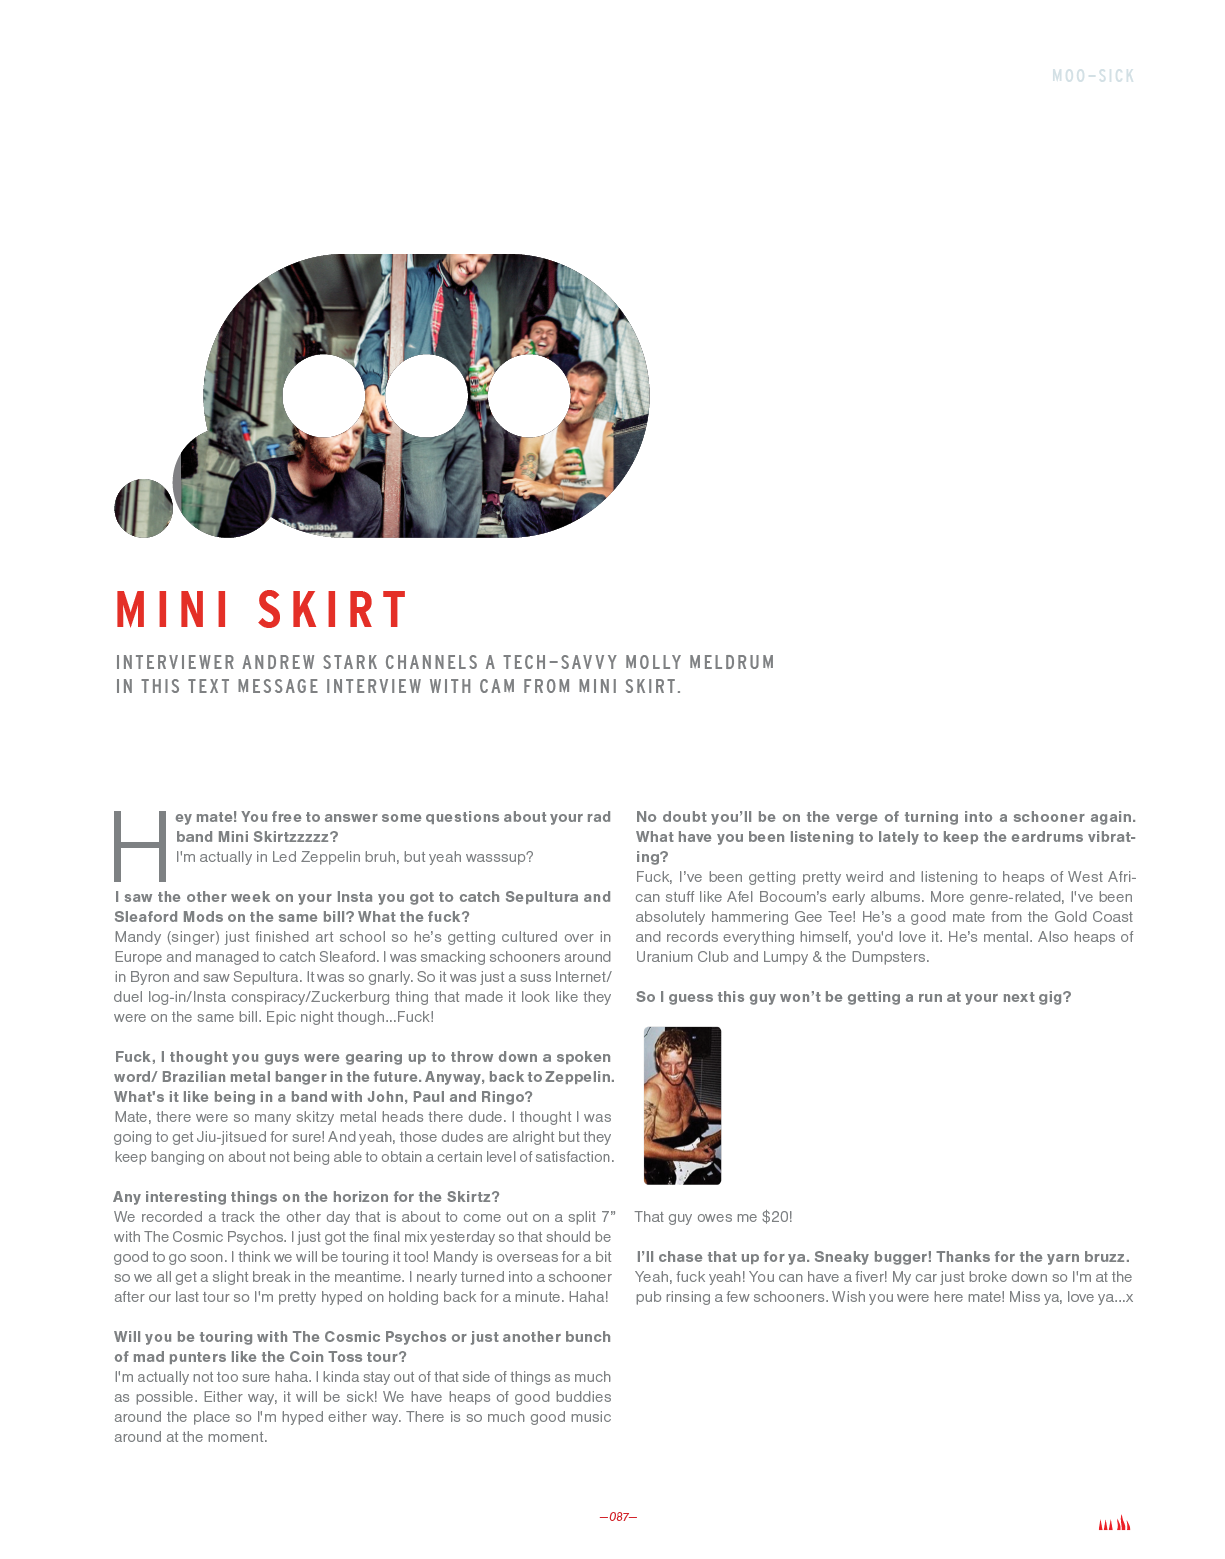 MOO–SICK
MINI SKIRT
INTERVIEWER ANDREW STARK CHANNELS A TECH–SAVVY MOLLY MELDRUM
IN THIS TEXT MESSAGE INTERVIEW WITH CAM FROM MINI SKIRT.
Hey mate! You free to answer some questions about your rad
band Mini Skirtzzzzz?
I'm actually in Led Zeppelin bruh, but yeah wasssup?
I saw the other week on your Insta you got to catch Sepultura and
Sleaford Mods on the same bill? What the fuck?
Mandy (singer) just finished art school so he’s getting cultured over in
Europe and managed to catch Sleaford. I was smacking schooners around
in Byron and saw Sepultura. It was so gnarly. So it was just a suss Internet/
duel log-in/Insta conspiracy/Zuckerburg thing that made it look like they
were on the same bill. Epic night though...Fuck!
Fuck, I thought you guys were gearing up to throw down a spoken
word/ Brazilian metal banger in the future. Anyway, back to Zeppelin.
What's it like being in a band with John, Paul and Ringo?
Mate, there were so many skitzy metal heads there dude. I thought I was
going to get Jiu-jitsued for sure! And yeah, those dudes are alright but they
keep banging on about not being able to obtain a certain level of satisfaction.
Any interesting things on the horizon for the Skirtz?
We recorded a track the other day that is about to come out on a split 7”
with The Cosmic Psychos. I just got the final mix yesterday so that should be
good to go soon. I think we will be touring it too! Mandy is overseas for a bit
so we all get a slight break in the meantime. I nearly turned into a schooner
after our last tour so I'm pretty hyped on holding back for a minute. Haha!
Will you be touring with The Cosmic Psychos or just another bunch
of mad punters like the Coin Toss tour?
I'm actually not too sure haha. I kinda stay out of that side of things as much
as possible. Either way, it will be sick! We have heaps of good buddies
around the place so I'm hyped either way. There is so much good music
around at the moment.
No doubt you’ll be on the verge of turning into a schooner again.
What have you been listening to lately to keep the eardrums vibrat-
ing?
Fuck, I’ve been getting pretty weird and listening to heaps of West Afri-
can stuff like Afel Bocoum’s early albums. More genre-related, I've been
absolutely hammering Gee Tee! He’s a good mate from the Gold Coast
and records everything himself, you'd love it. He’s mental. Also heaps of
Uranium Club and Lumpy & the Dumpsters.
So I guess this guy won’t be getting a run at your next gig?
That guy owes me $20!
I’ll chase that up for ya. Sneaky bugger! Thanks for the yarn bruzz.
Yeah, fuck yeah! You can have a fiver! My car just broke down so I'm at the
pub rinsing a few schooners. Wish you were here mate! Miss ya, love ya...x
—087—